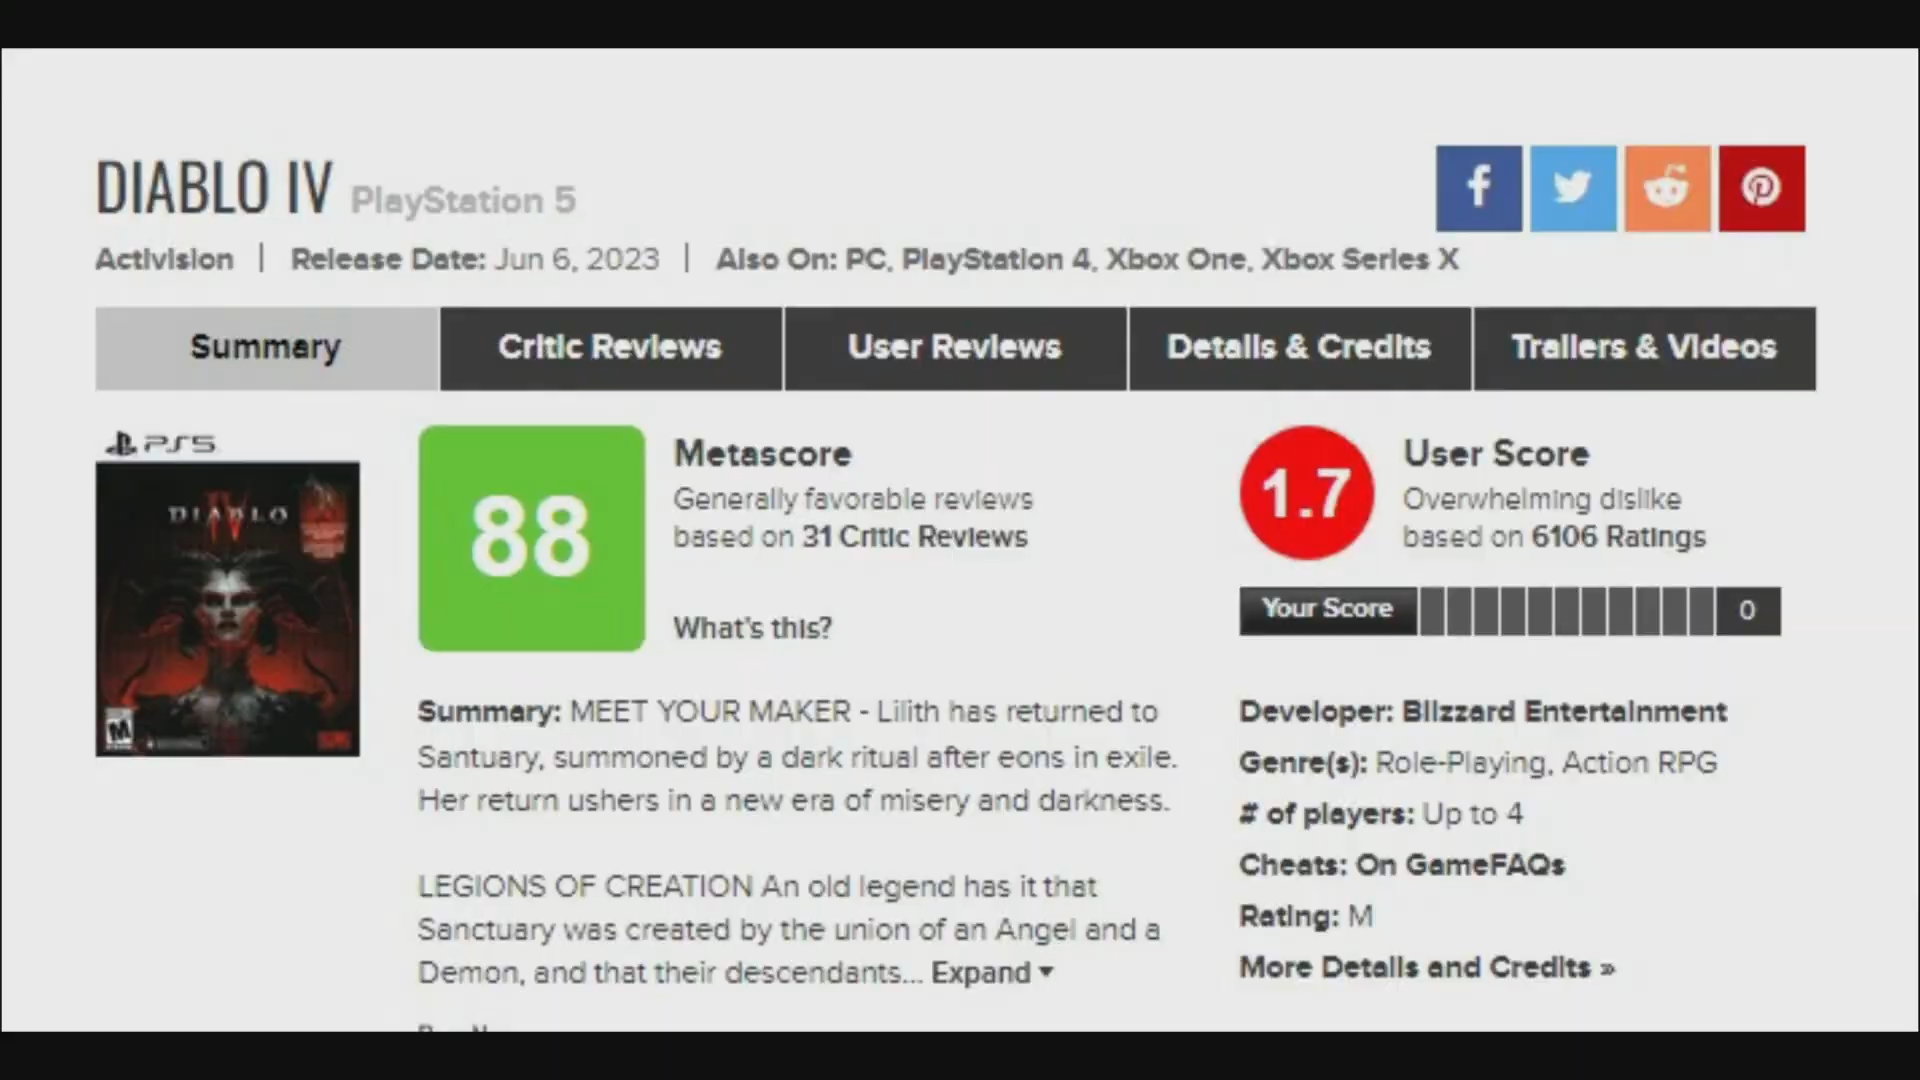 DIABLO IV PlayStation 5
Activision | Release Date: Jun 6, 2023 | Also On: PC, PlayStation 4, Xbox One, Xbox Series X
Summary Critic Reviews User Reviews Details & Credits Trailers & Videos
PS5
DIABLO
IV
M
88
Metascore
Generally favorable reviews
based on 31 Critic Reviews
What's this?
1.7
User Score
Overwhelming dislike
based on 6106 Ratings
Your Score 0
Summary: MEET YOUR MAKER - Lilith has returned to
Santuary, summoned by a dark ritual after eons in exile.
Her return ushers in a new era of misery and darkness.
LEGIONS OF CREATION An old legend has it that
Sanctuary was created by the union of an Angel and a
Demon, and that their descendants... Expand
Developer: Blizzard Entertainment
Genre(s): Role-Playing, Action RPG
# of players: Up to 4
Cheats: On GameFAQs
Rating: M
More Details and Credits »